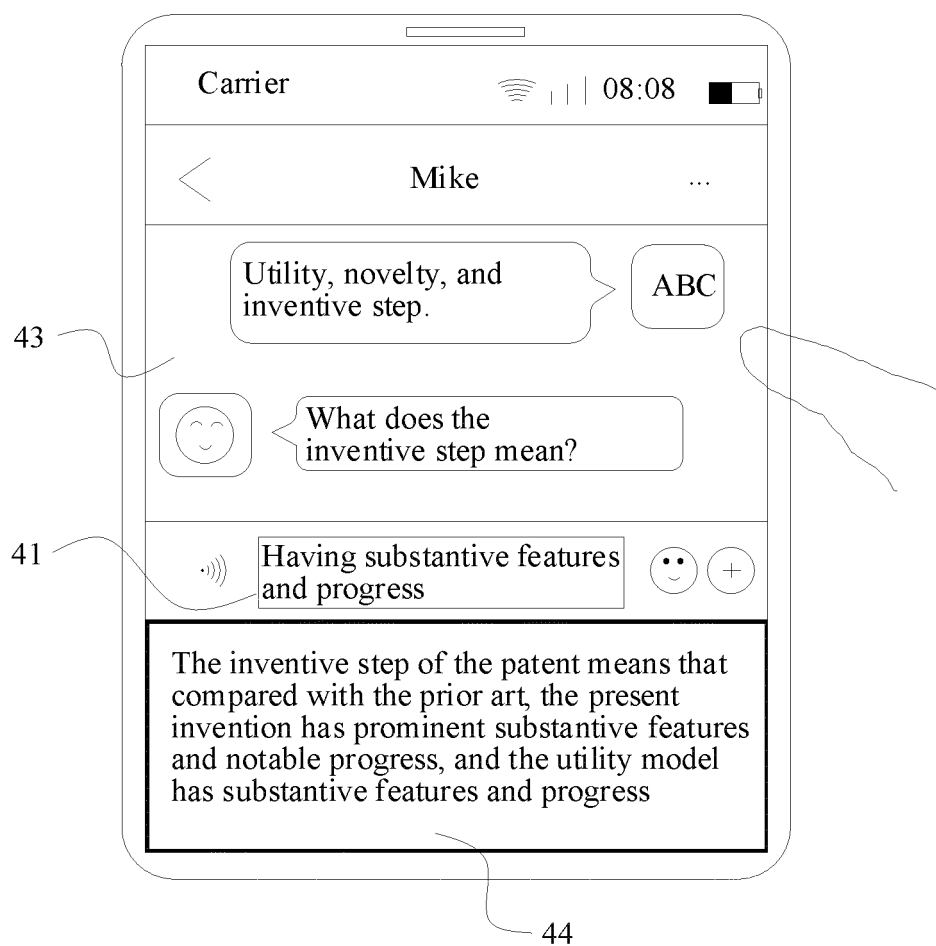 Carrier 08:08
Mike ...
Utility, novelty, and
inventive step.
ABC
43
What does the
inventive step mean?
41
Having substantive features
and progress
The inventive step of the patent means that
compared with the prior art, the present
invention has prominent substantive features
and notable progress, and the utility model
has substantive features and progress
44